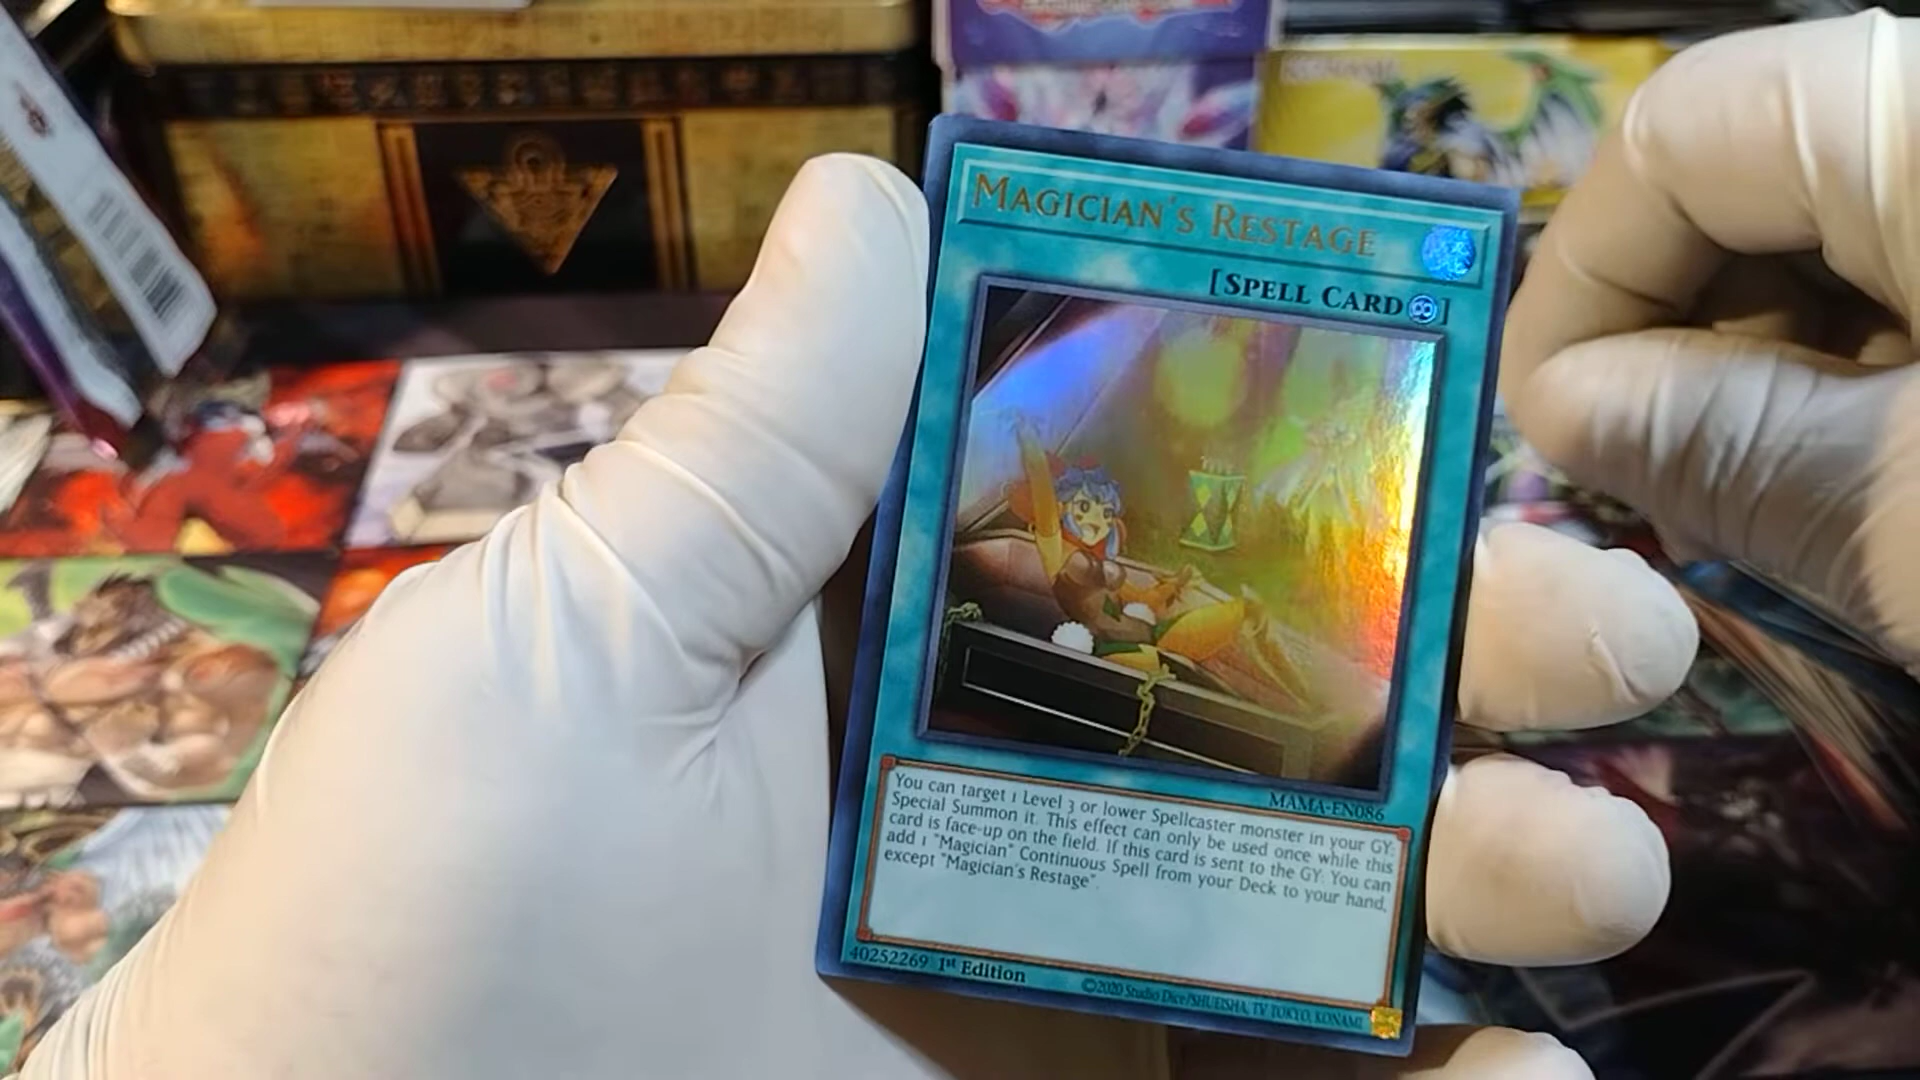 KONAMI
MAGICIAN'S RESTAGE
[SPELL CARD]
MAMA-EN086
You can target 1 Level 3 or lower Spellcaster monster in your GY;
Special Summon it. This effect can only be used once while this
card is face-up on the field. If this card is sent to the GY: You can
add 1 "Magician" Continuous Spell from your Deck to your hand,
except "Magician's Restage".
40252269 1st Edition
©2020 Studio Dice/SHUEISHA, TV TOKYO, KONAMI